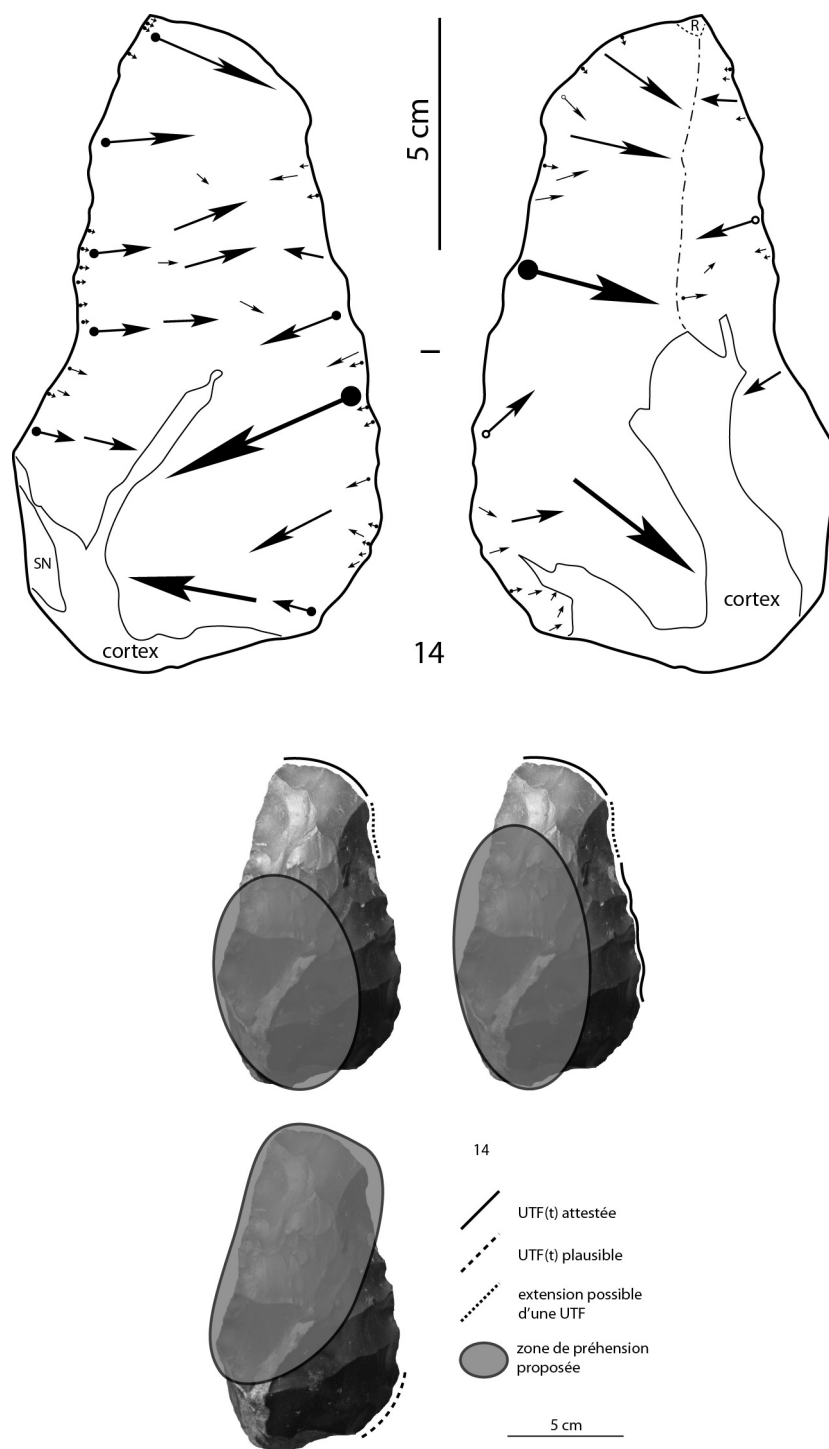 R
5 cm
SN
cortex
cortex
14
14
UTF(t) attestée
UTF(t) plausible
extension possible
d'une UTF
zone de préhension
proposée
5 cm